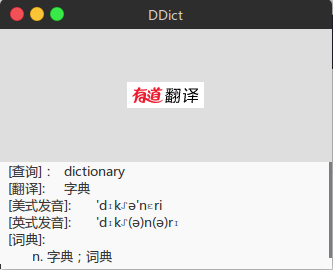 DDict
有道 翻译
[查询] : dictionary
[翻译]: 字典
[美式发音]: 'dɪkʃə'nɛri
[英式发音]: 'dɪkʃ(ə)n(ə)rɪ
[词典]:
n. 字典；词典